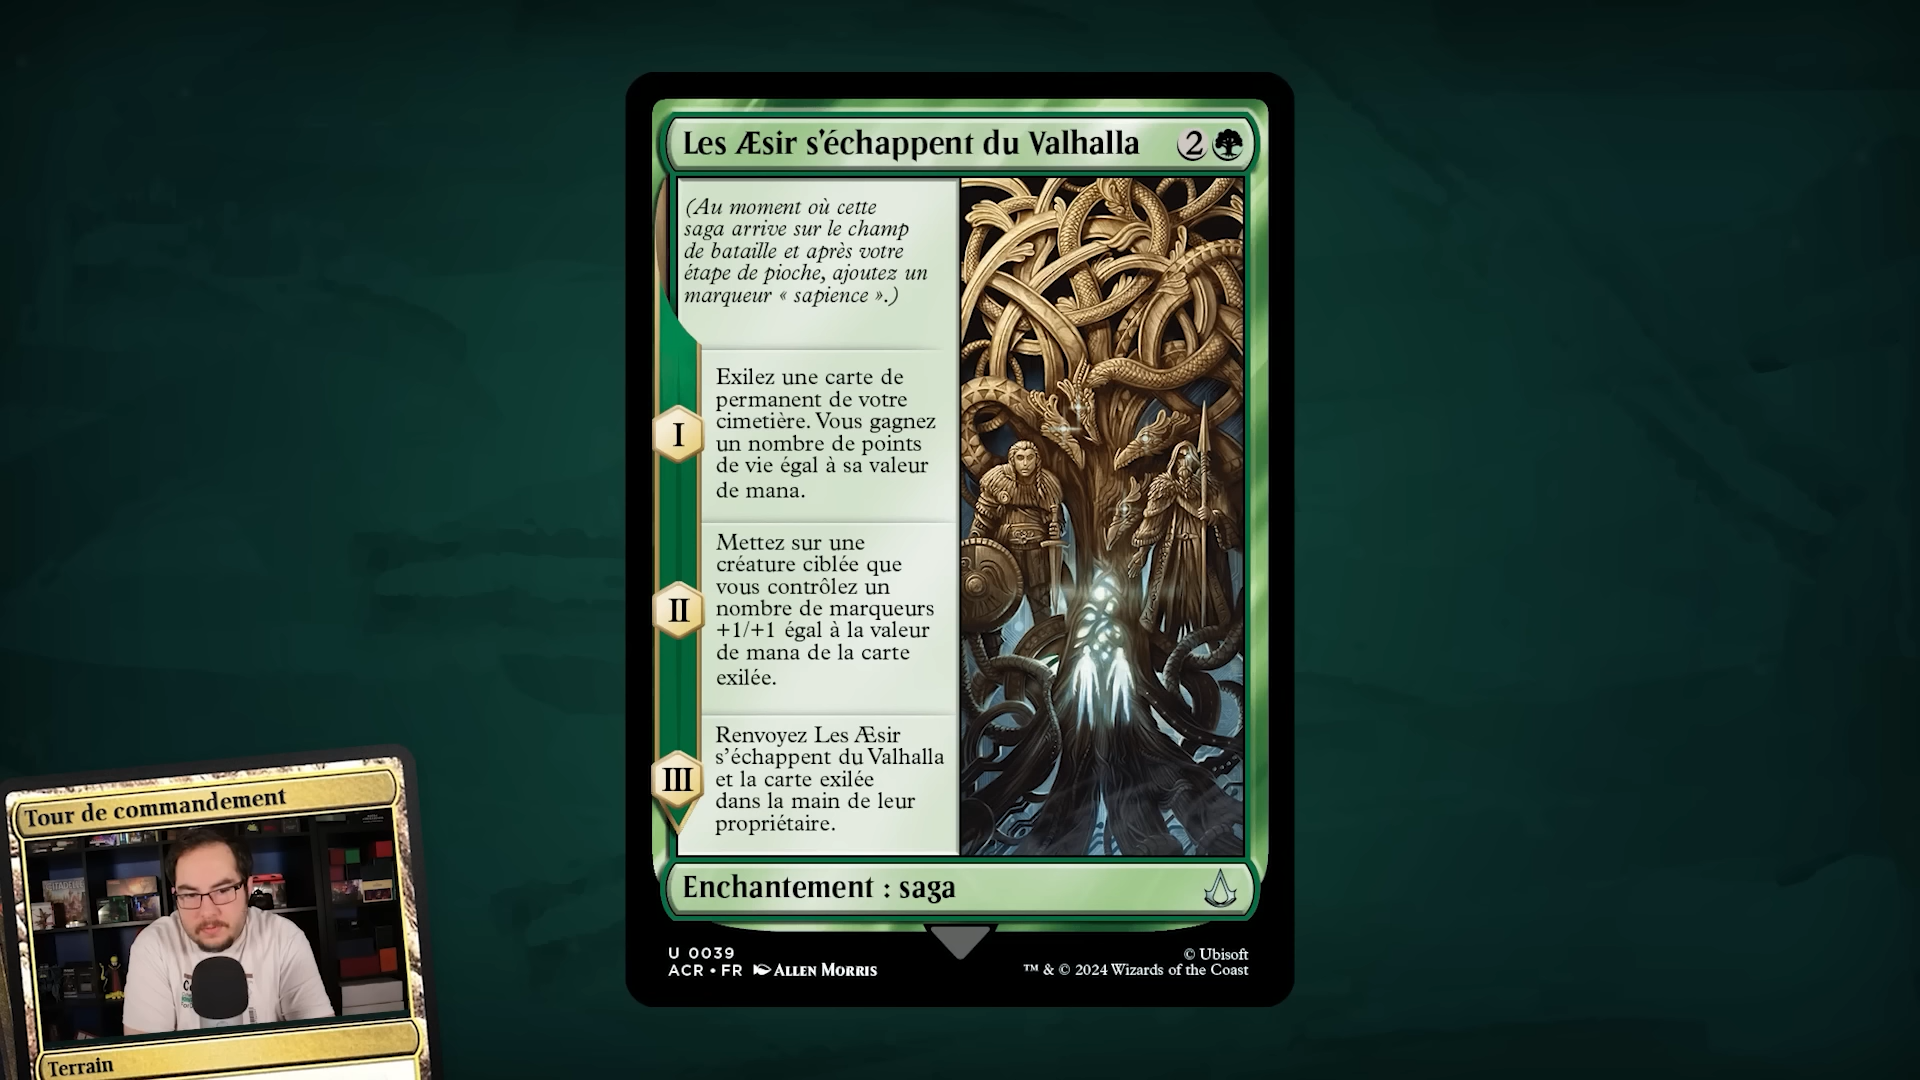 Les Æsir s'échappent du Valhalla 2
(Au moment où cette
saga arrive sur le champ
de bataille et après votre
étape de pioche, ajoutez un
marqueur « sapience ».)
I
Exilez une carte de
permanent de votre
cimetière. Vous gagnez
un nombre de points
de vie égal à sa valeur
de mana.
II
Mettez sur une
créature ciblée que
vous contrôlez un
nombre de marqueurs
+1/+1 égal à la valeur
de mana de la carte
exilée.
III
Renvoyez Les Æsir
s'échappent du Valhalla
et la carte exilée
dans la main de leur
propriétaire.
Enchantement : saga
U 0039
ACR • FR ALLEN MORRIS
© Ubisoft
™ & © 2024 Wizards of the Coast
Tour de commandement
CITADELLES
Terrain